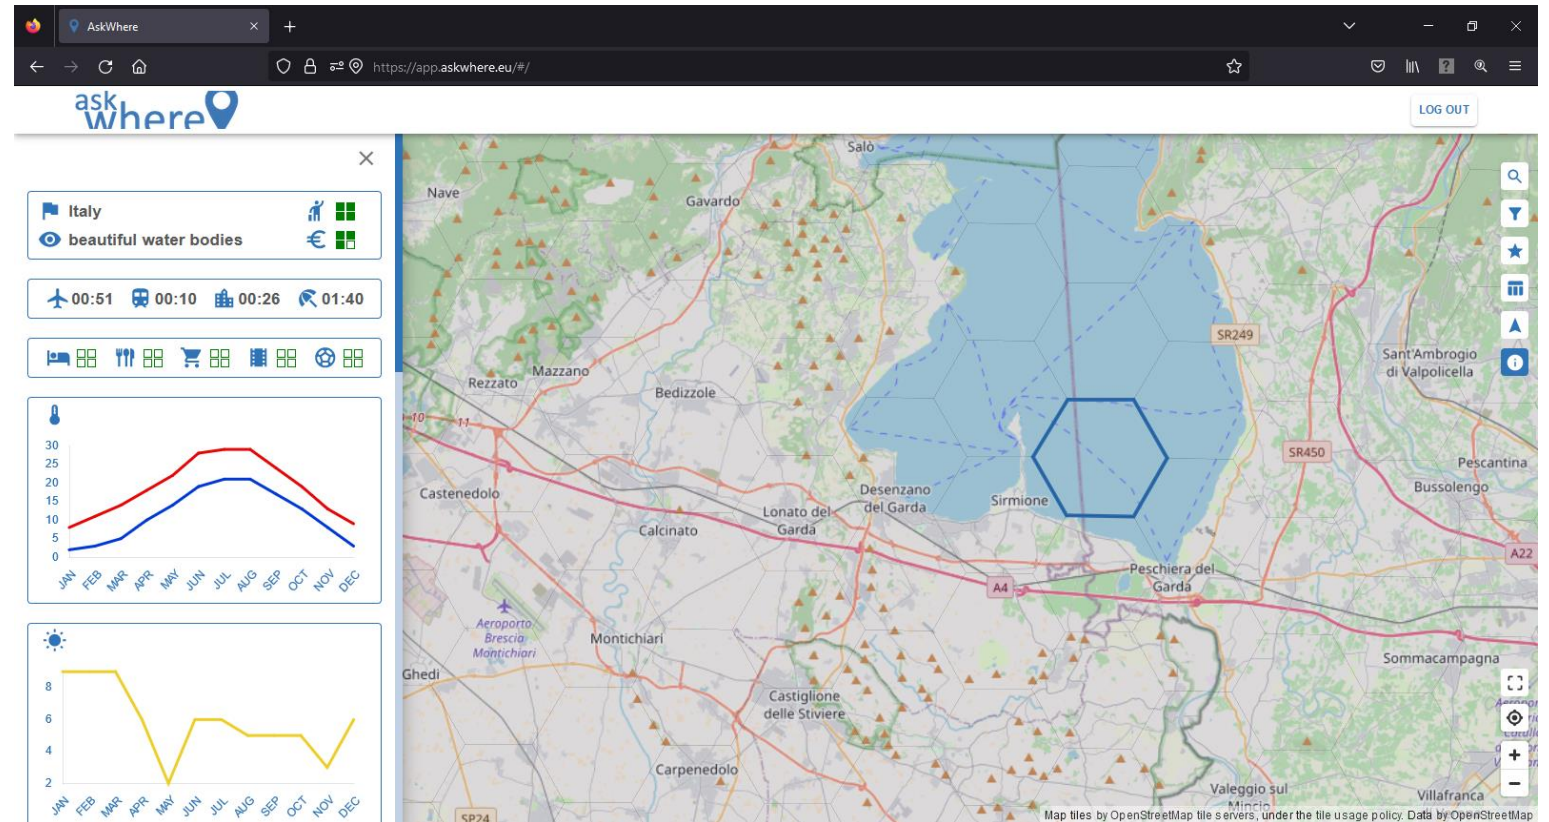 AskWhere
https://app.askwhere.eu/#/
ask
where
LOG OUT
Italy
beautiful water bodies
€
00:51 00:10 00:26 01:40
30
25
20
15
10
5
0
JAN FEB MAR APR MAY JUN JUL AUG SEP OCT NOV DEC
8
6
4
2
JAN FEB MAR APR MAY JUN JUL AUG SEP OCT NOV DEC
Salò
Nave
Gavardo
SR249
Sant'Ambrogio
di Valpolicella
Mazzano
Rezzato
Bedizzole
10
11
SR450
Pescantina
Bussolengo
Castenedolo
Desenzano
del Garda
Sirmione
Lonato del
Garda
Calcinato
A22
Peschiera del
Garda
A4
Aeroporto
Brescia
Montichiari
Montichiari
Ghedi
Sommacampagna
Castiglione
delle Stiviere
Carpenedolo
Valeggio sul
Mincio
Villafranca
SP24
Map tiles by OpenStreetMap tile servers, under the tile usage policy. Data by OpenStreetMap